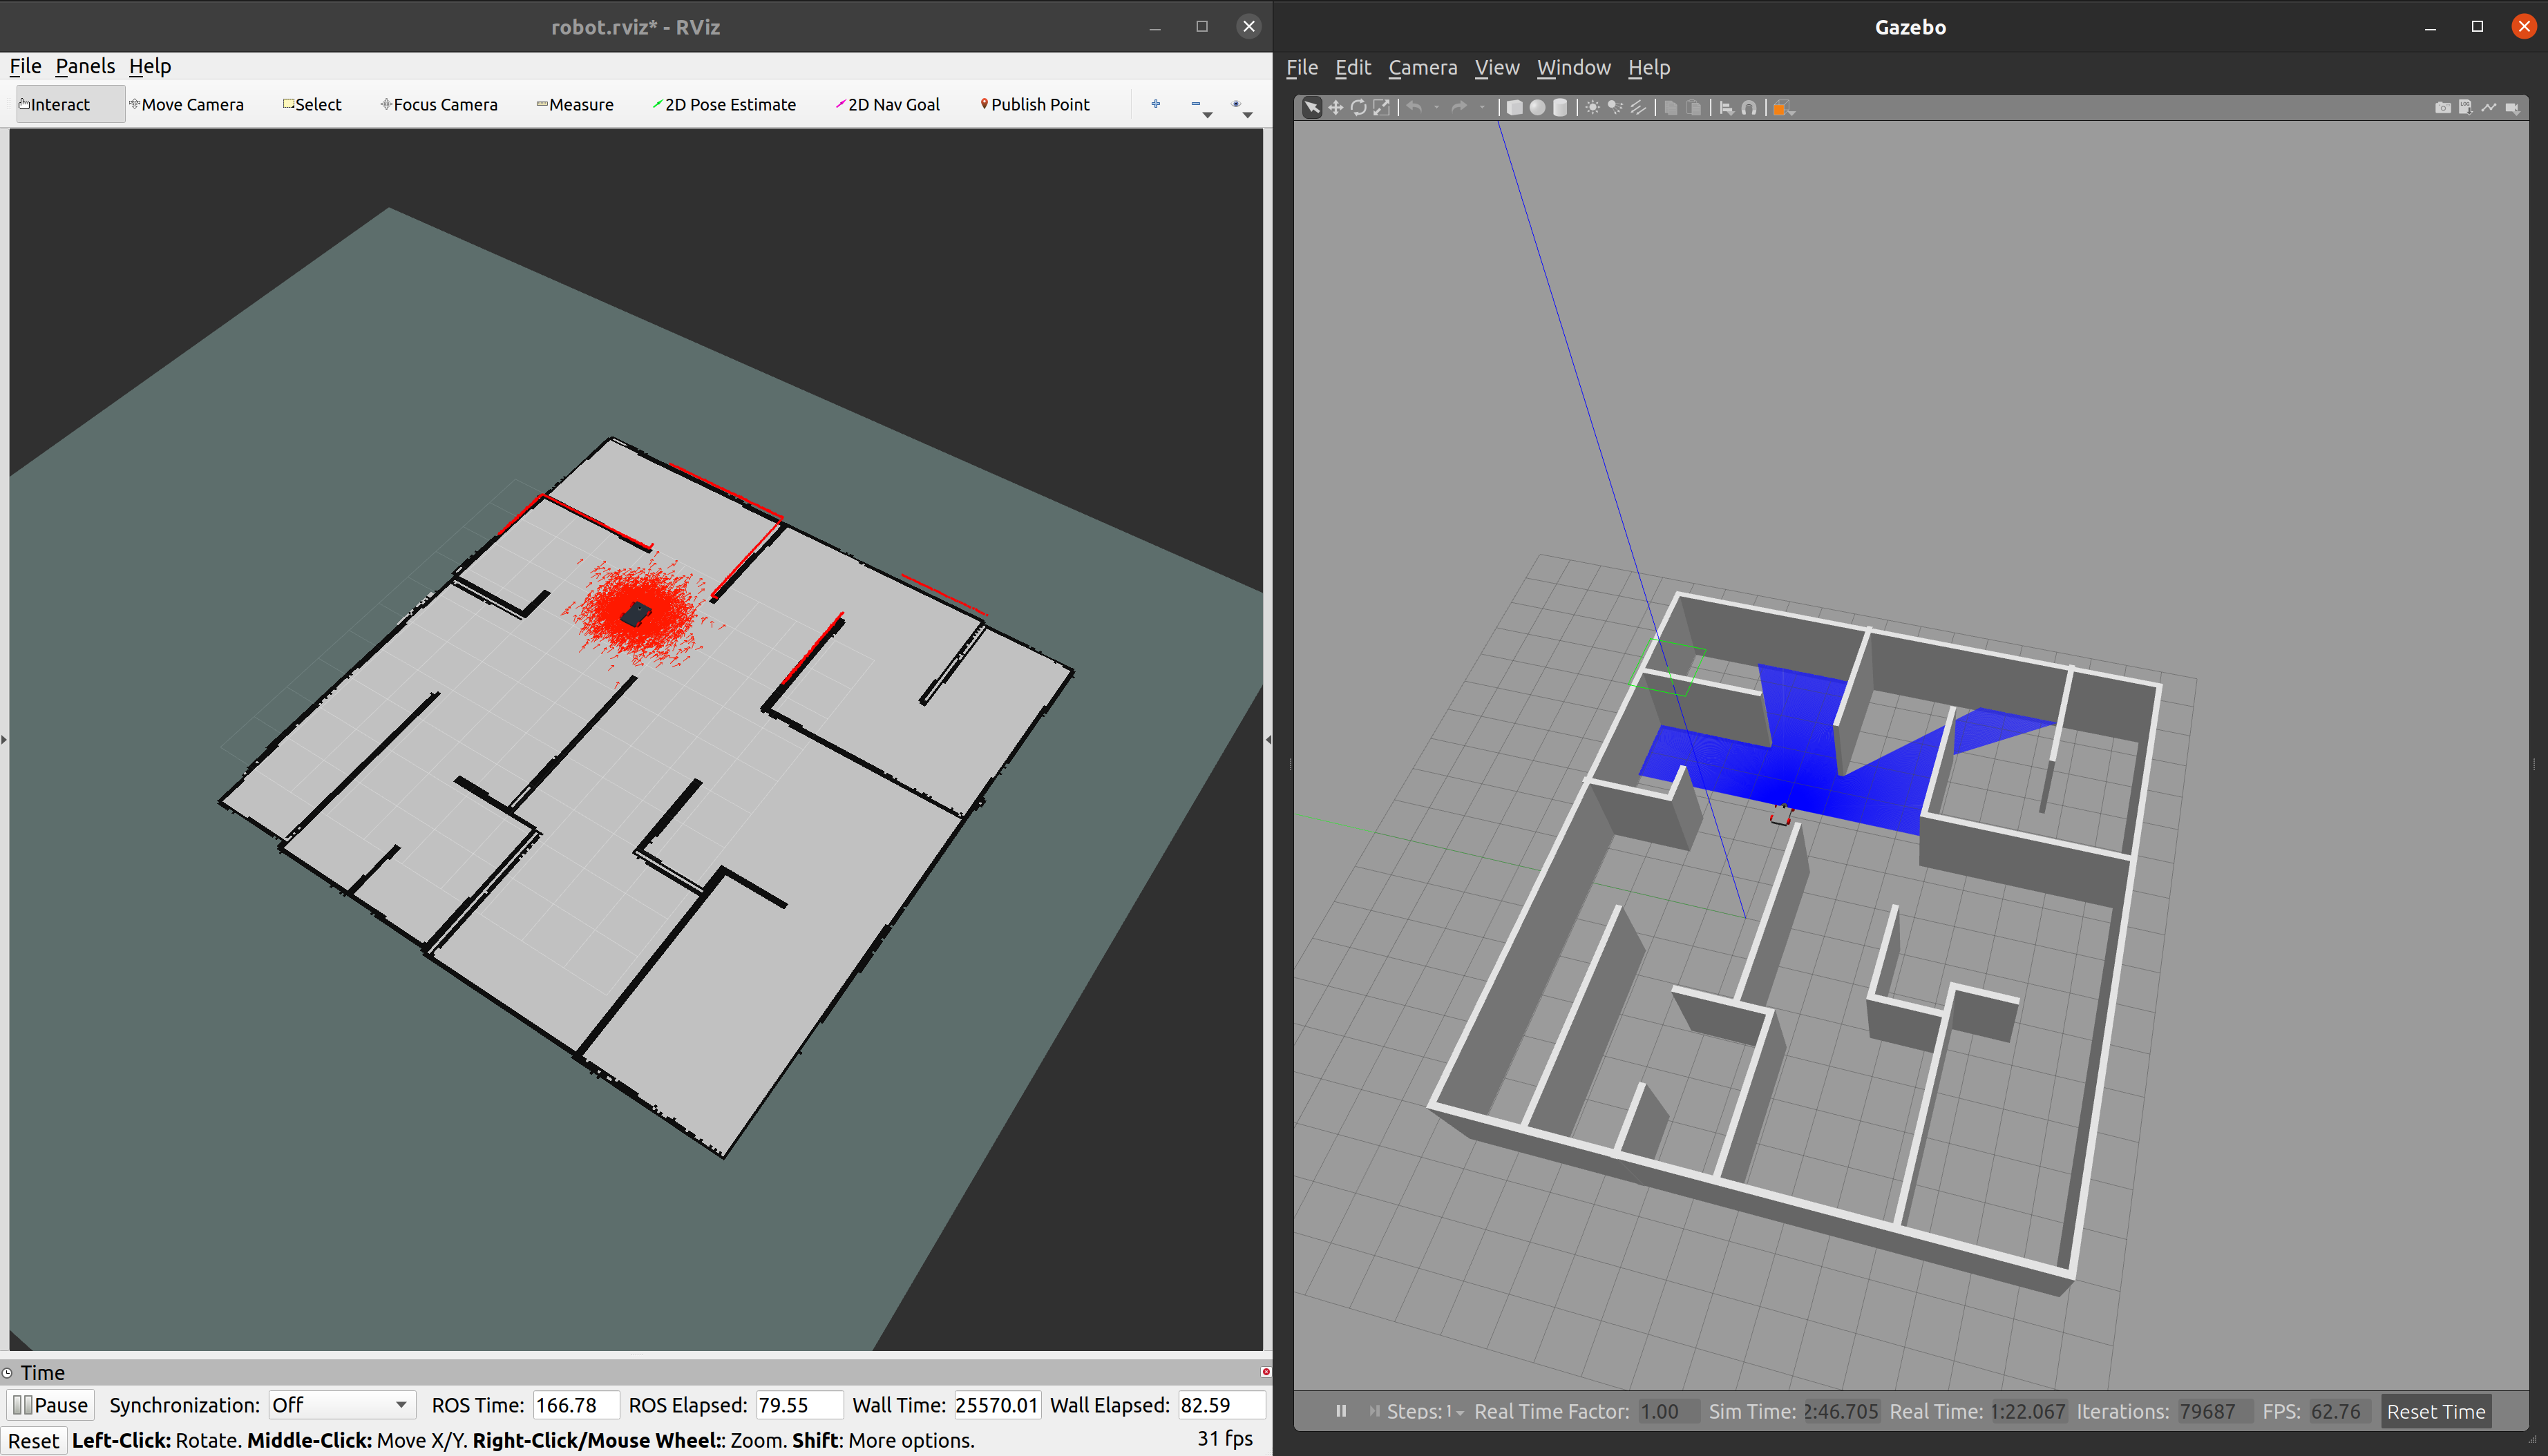 robot.rviz* - RViz
File Panels Help
Interact Move Camera Select Focus Camera Measure 2D Pose Estimate 2D Nav Goal Publish Point
Time
Pause Synchronization: Off ROS Time: 166.78 ROS Elapsed: 79.55 Wall Time: 25570.01 Wall Elapsed: 82.59
Reset Left-Click: Rotate. Middle-Click: Move X/Y. Right-Click/Mouse Wheel:: Zoom. Shift: More options. 31 fps
Gazebo
File Edit Camera View Window Help
Steps: 1 Real Time Factor: 1.00 Sim Time: 2:46.705 Real Time: 1:22.067 Iterations: 79687 FPS: 62.76 Reset Time